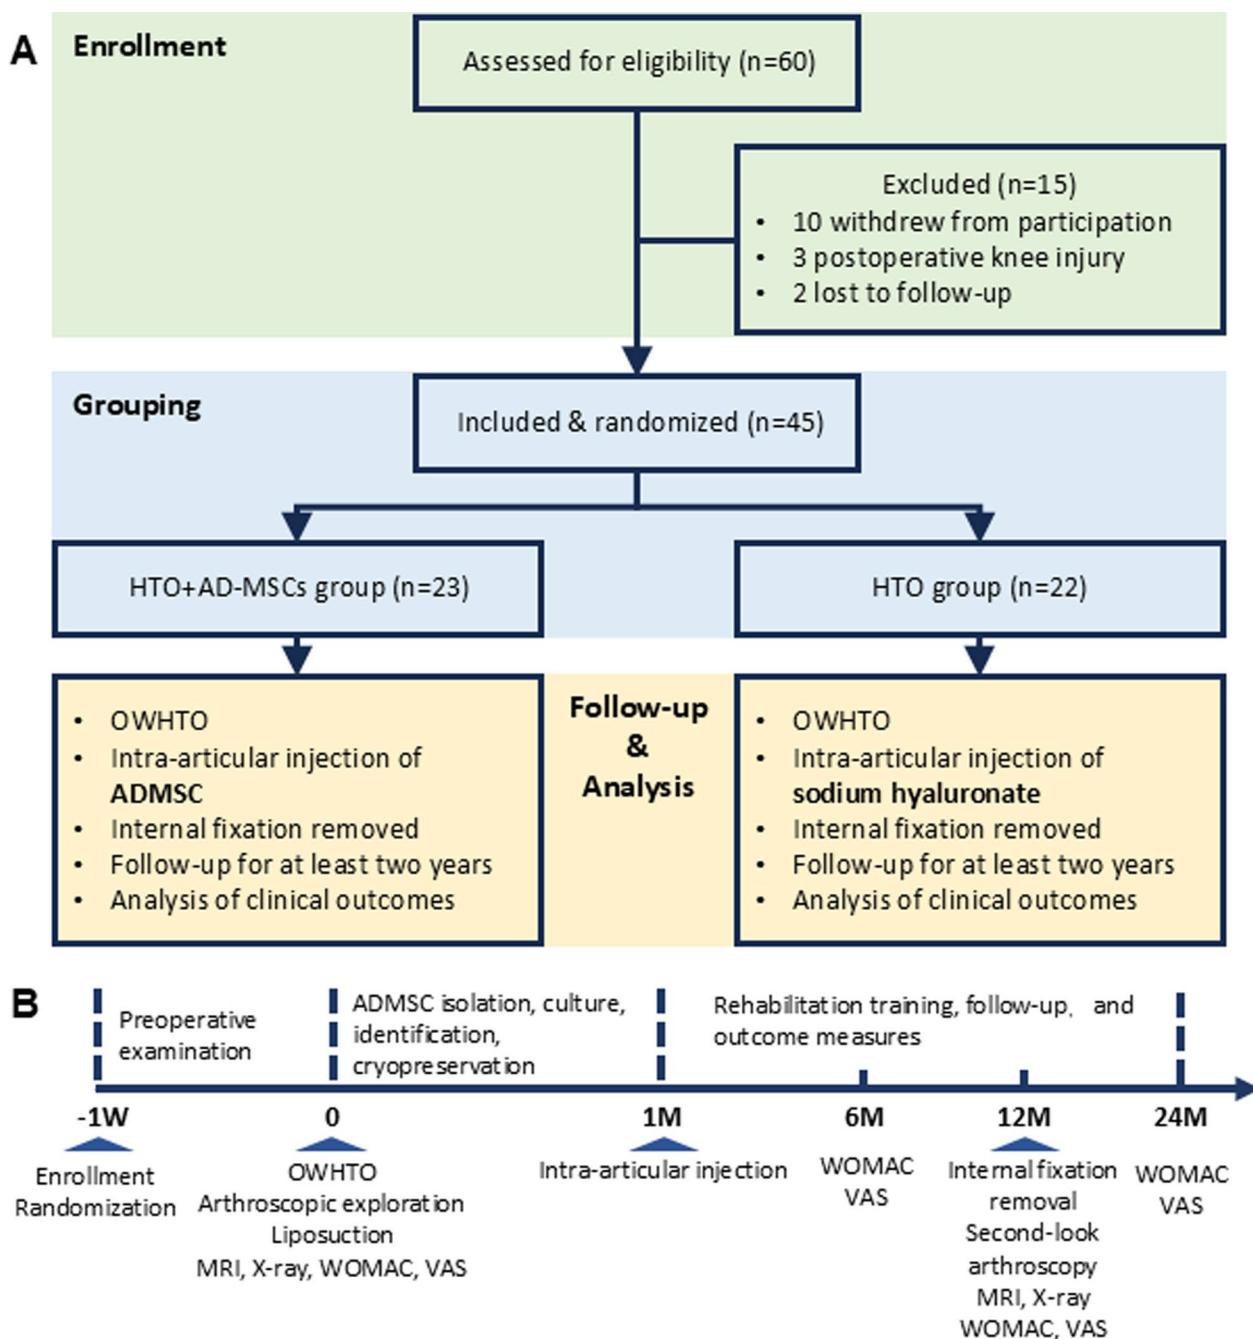 A
Enrollment
Assessed for eligibility (n=60)
Excluded (n=15)
• 10 withdrew from participation
• 3 postoperative knee injury
• 2 lost to follow-up
Grouping
Included & randomized (n=45)
HTO+AD-MSCs group (n=23)
HTO group (n=22)
• OWHTO
• Intra-articular injection of
ADMSC
• Internal fixation removed
• Follow-up for at least two years
• Analysis of clinical outcomes
Follow-up
&
Analysis
• OWHTO
• Intra-articular injection of
sodium hyaluronate
• Internal fixation removed
• Follow-up for at least two years
• Analysis of clinical outcomes
B
Preoperative
examination
ADMSC isolation, culture,
identification,
cryopreservation
Rehabilitation training, follow-up,  and
outcome measures
-1W
0
1M
6M
12M
24M
Enrollment
Randomization
OWHTO
Arthroscopic exploration
Liposuction
MRI, X-ray, WOMAC, VAS
Intra-articular injection
WOMAC
VAS
Internal fixation
removal
Second-look
arthroscopy
MRI, X-ray
WOMAC, VAS
WOMAC
VAS